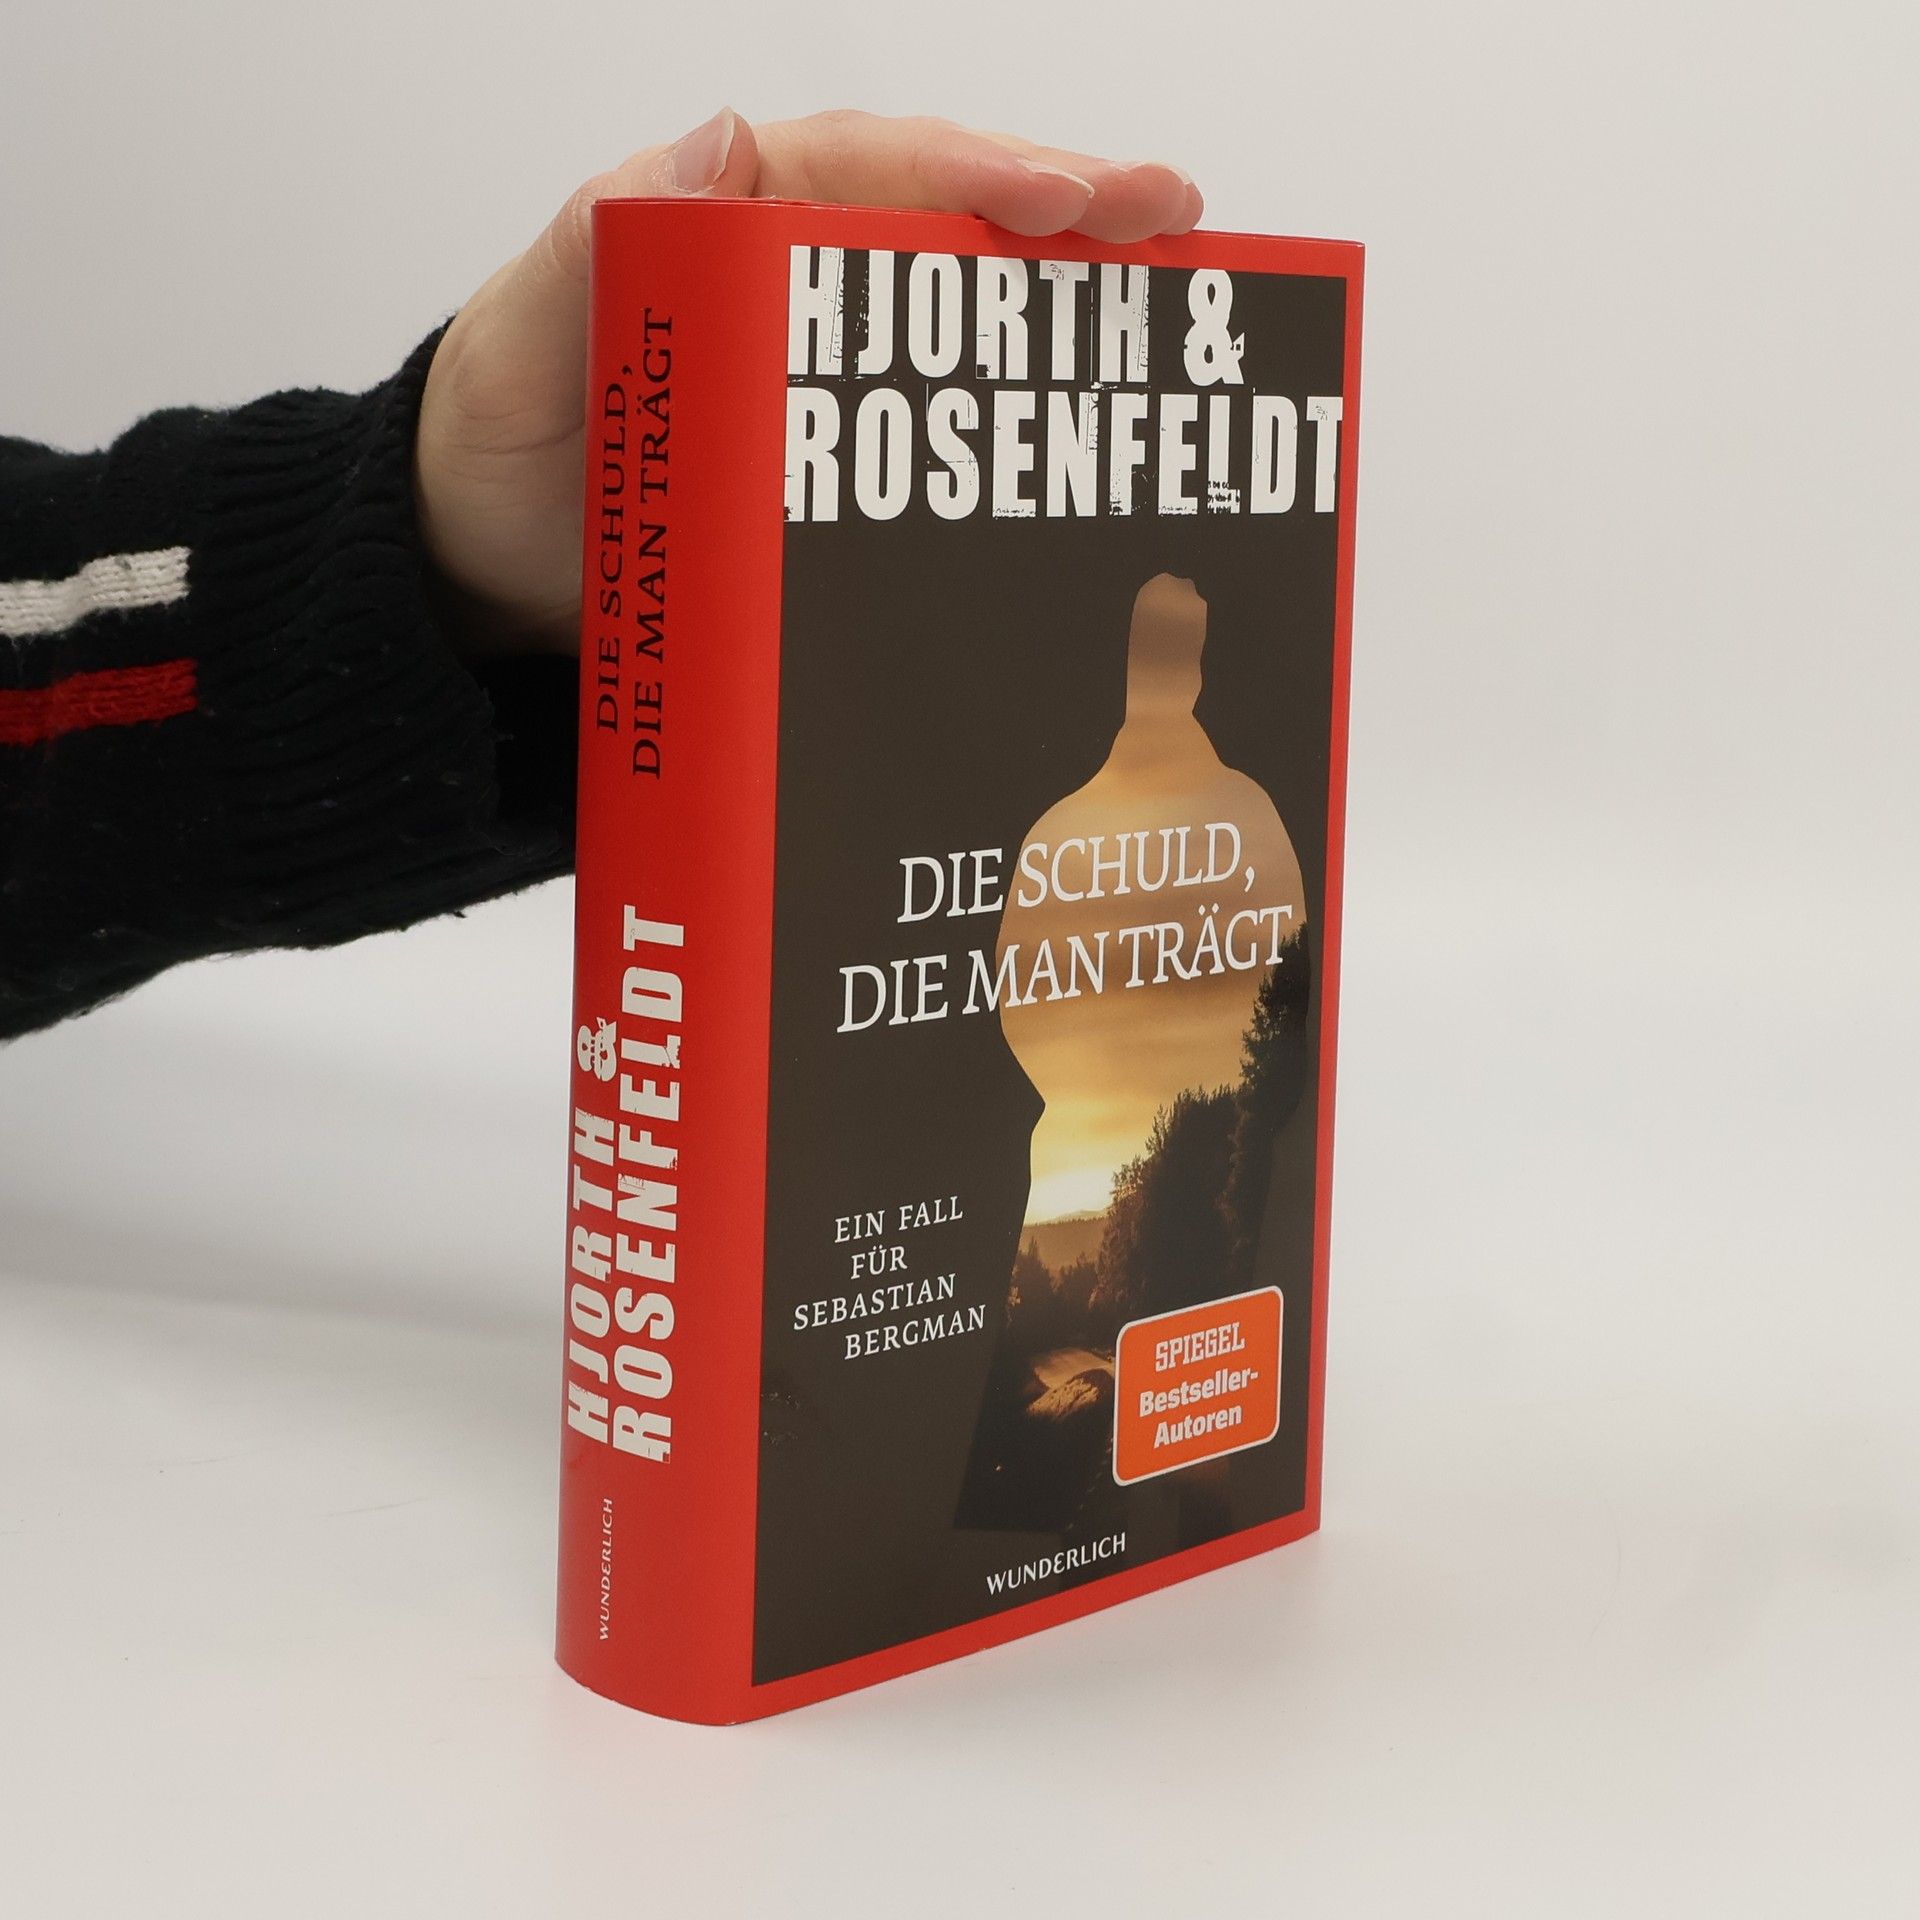 DIE SCHULD,
DIE MAN TRÄGT
HJORTH &
ROSENFELDT
WUNDERLICH
HJORTH &
ROSENFELDT
DIE SCHULD,
DIE MAN TRÄGT
EIN FALL
FÜR
SEBASTIAN
BERGMAN
SPIEGEL
Bestseller-
Autoren
WUNDERLICH